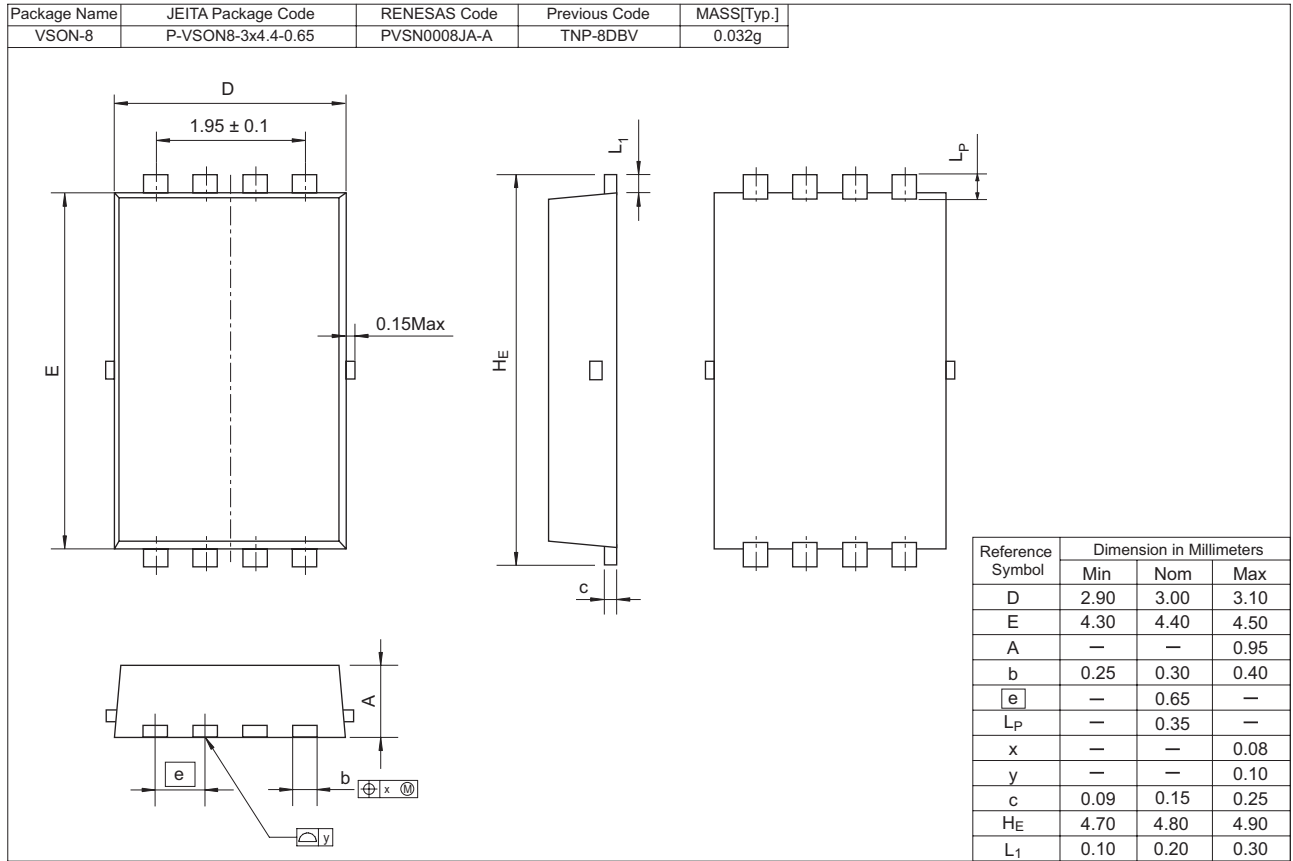 Package Name JEITA Package Code RENESAS Code Previous Code MASS[Typ.]
VSON-8 P-VSON8-3x4.4-0.65 PVSN0008JA-A TNP-8DBV 0.032g
D
1.95 ± 0.1
L1
LP
0.15Max
E
HE
c
A
e
b
x Ⓜ
y
Reference Symbol Dimension in Millimeters
Min Nom Max
D 2.90 3.00 3.10
E 4.30 4.40 4.50
A — — 0.95
b 0.25 0.30 0.40
e — 0.65 —
LP — 0.35 —
x — — 0.08
y — — 0.10
c 0.09 0.15 0.25
HE 4.70 4.80 4.90
L1 0.10 0.20 0.30